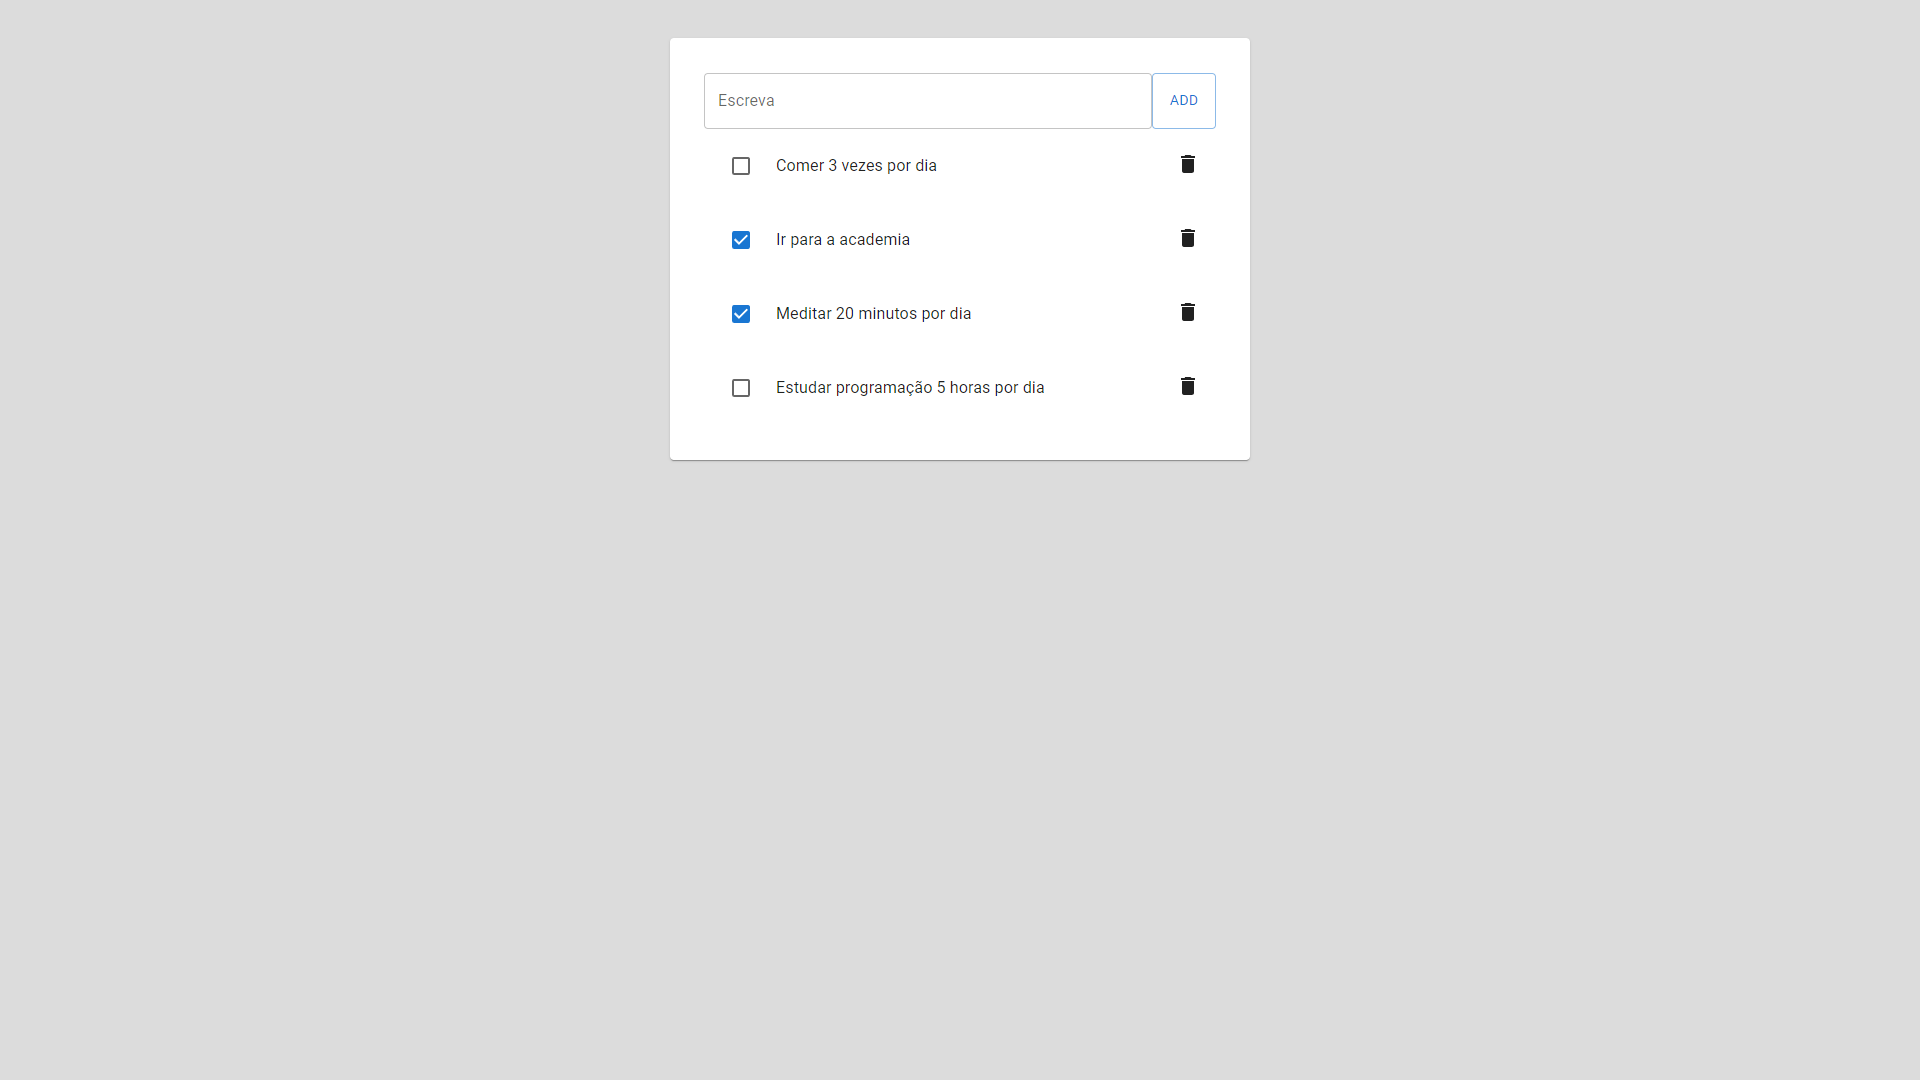 Escreva
ADD
Comer 3 vezes por dia
Ir para a academia
Meditar 20 minutos por dia
Estudar programação 5 horas por dia